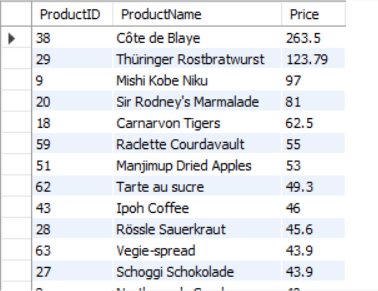 ProductID ProductName Price
38 Côte de Blaye 263.5
29 Thüringer Rostbratwurst 123.79
9 Mishi Kobe Niku 97
20 Sir Rodney's Marmalade 81
18 Carnarvon Tigers 62.5
59 Raclette Courdavault 55
51 Manjimup Dried Apples 53
62 Tarte au sucre 49.3
43 Ipoh Coffee 46
28 Rössle Sauerkraut 45.6
63 Vegie-spread 43.9
27 Schoggi Schokolade 43.9